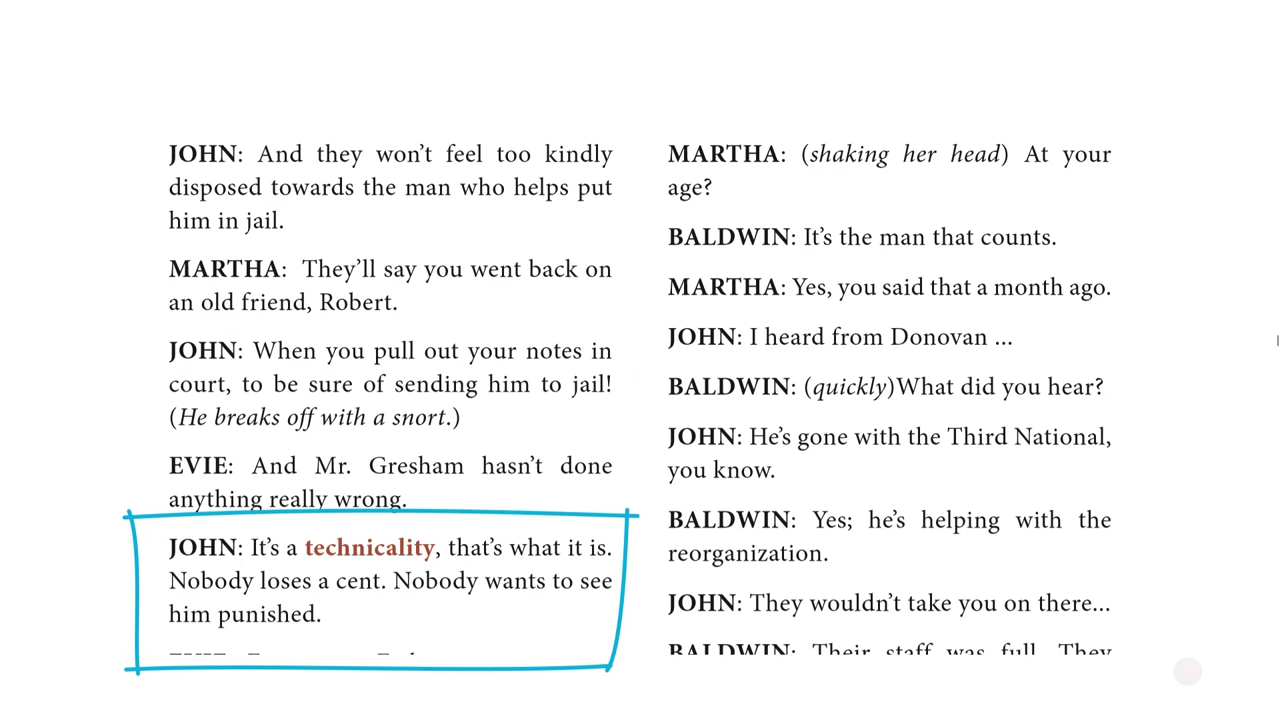 JOHN: And they won't feel too kindly
disposed towards the man who helps put
him in jail.
MARTHA: They'll say you went back on
an old friend, Robert.
JOHN: When you pull out your notes in
court, to be sure of sending him to jail!
(He breaks off with a snort.)
EVIE: And Mr. Gresham hasn't done
anything really wrong.
JOHN: It's a technicality, that's what it is.
Nobody loses a cent. Nobody wants to see
him punished.
MARTHA: (shaking her head) At your
age?
BALDWIN: It's the man that counts.
MARTHA: Yes, you said that a month ago.
JOHN: I heard from Donovan ...
BALDWIN: (quickly)What did you hear?
JOHN: He's gone with the Third National,
you know.
BALDWIN: Yes; he's helping with the
reorganization.
JOHN: They wouldn't take you on there...
BALDWIN: Their staff was full. They